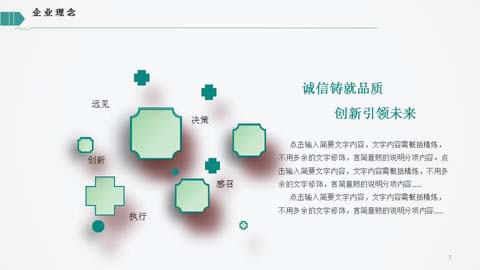 企业理念
远见
决策
创新
感召
执行
诚信铸就品质
创新引领未来
点击输入简要文字内容，文字内容需概括精炼，
不用多余的文字修饰，言简意赅的说明分项内容。点
击输入简要文字内容，文字内容需概括精炼，不用多
余的文字修饰，言简意赅的说明分项内容……
点击输入简要文字内容，文字内容需概括精炼，
不用多余的文字修饰，言简意赅的说明分项内容……
7